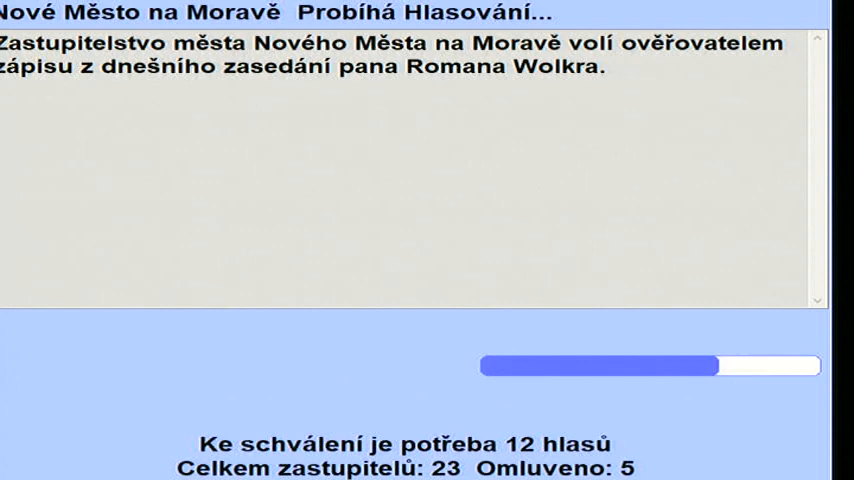 Nové Město na Moravě Probíhá Hlasování...
Zastupitelstvo města Nového Města na Moravě volí ověřovatelem
zápisu z dnešního zasedání pana Romana Wolkra.
Ke schválení je potřeba 12 hlasů
Celkem zastupitelů: 23 Omluveno: 5